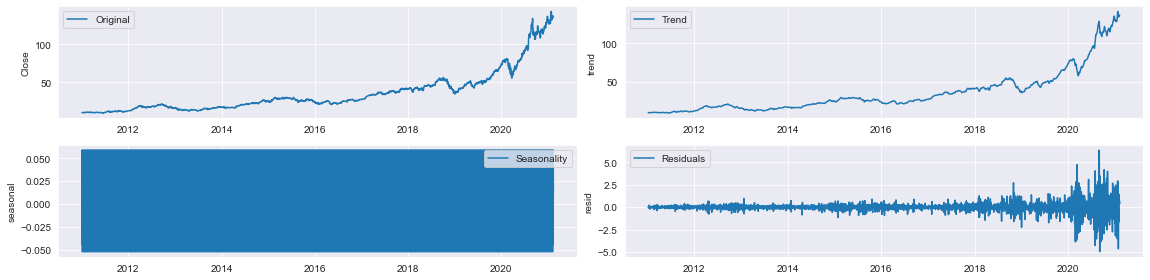 Original
Close
100
50
2012 2014 2016 2018 2020
Trend
trend
100
50
2012 2014 2016 2018 2020
Seasonality
seasonal
0.050
0.025
0.000
−0.025
−0.050
2012 2014 2016 2018 2020
Residuals
resid
5.0
2.5
0.0
−2.5
−5.0
2012 2014 2016 2018 2020